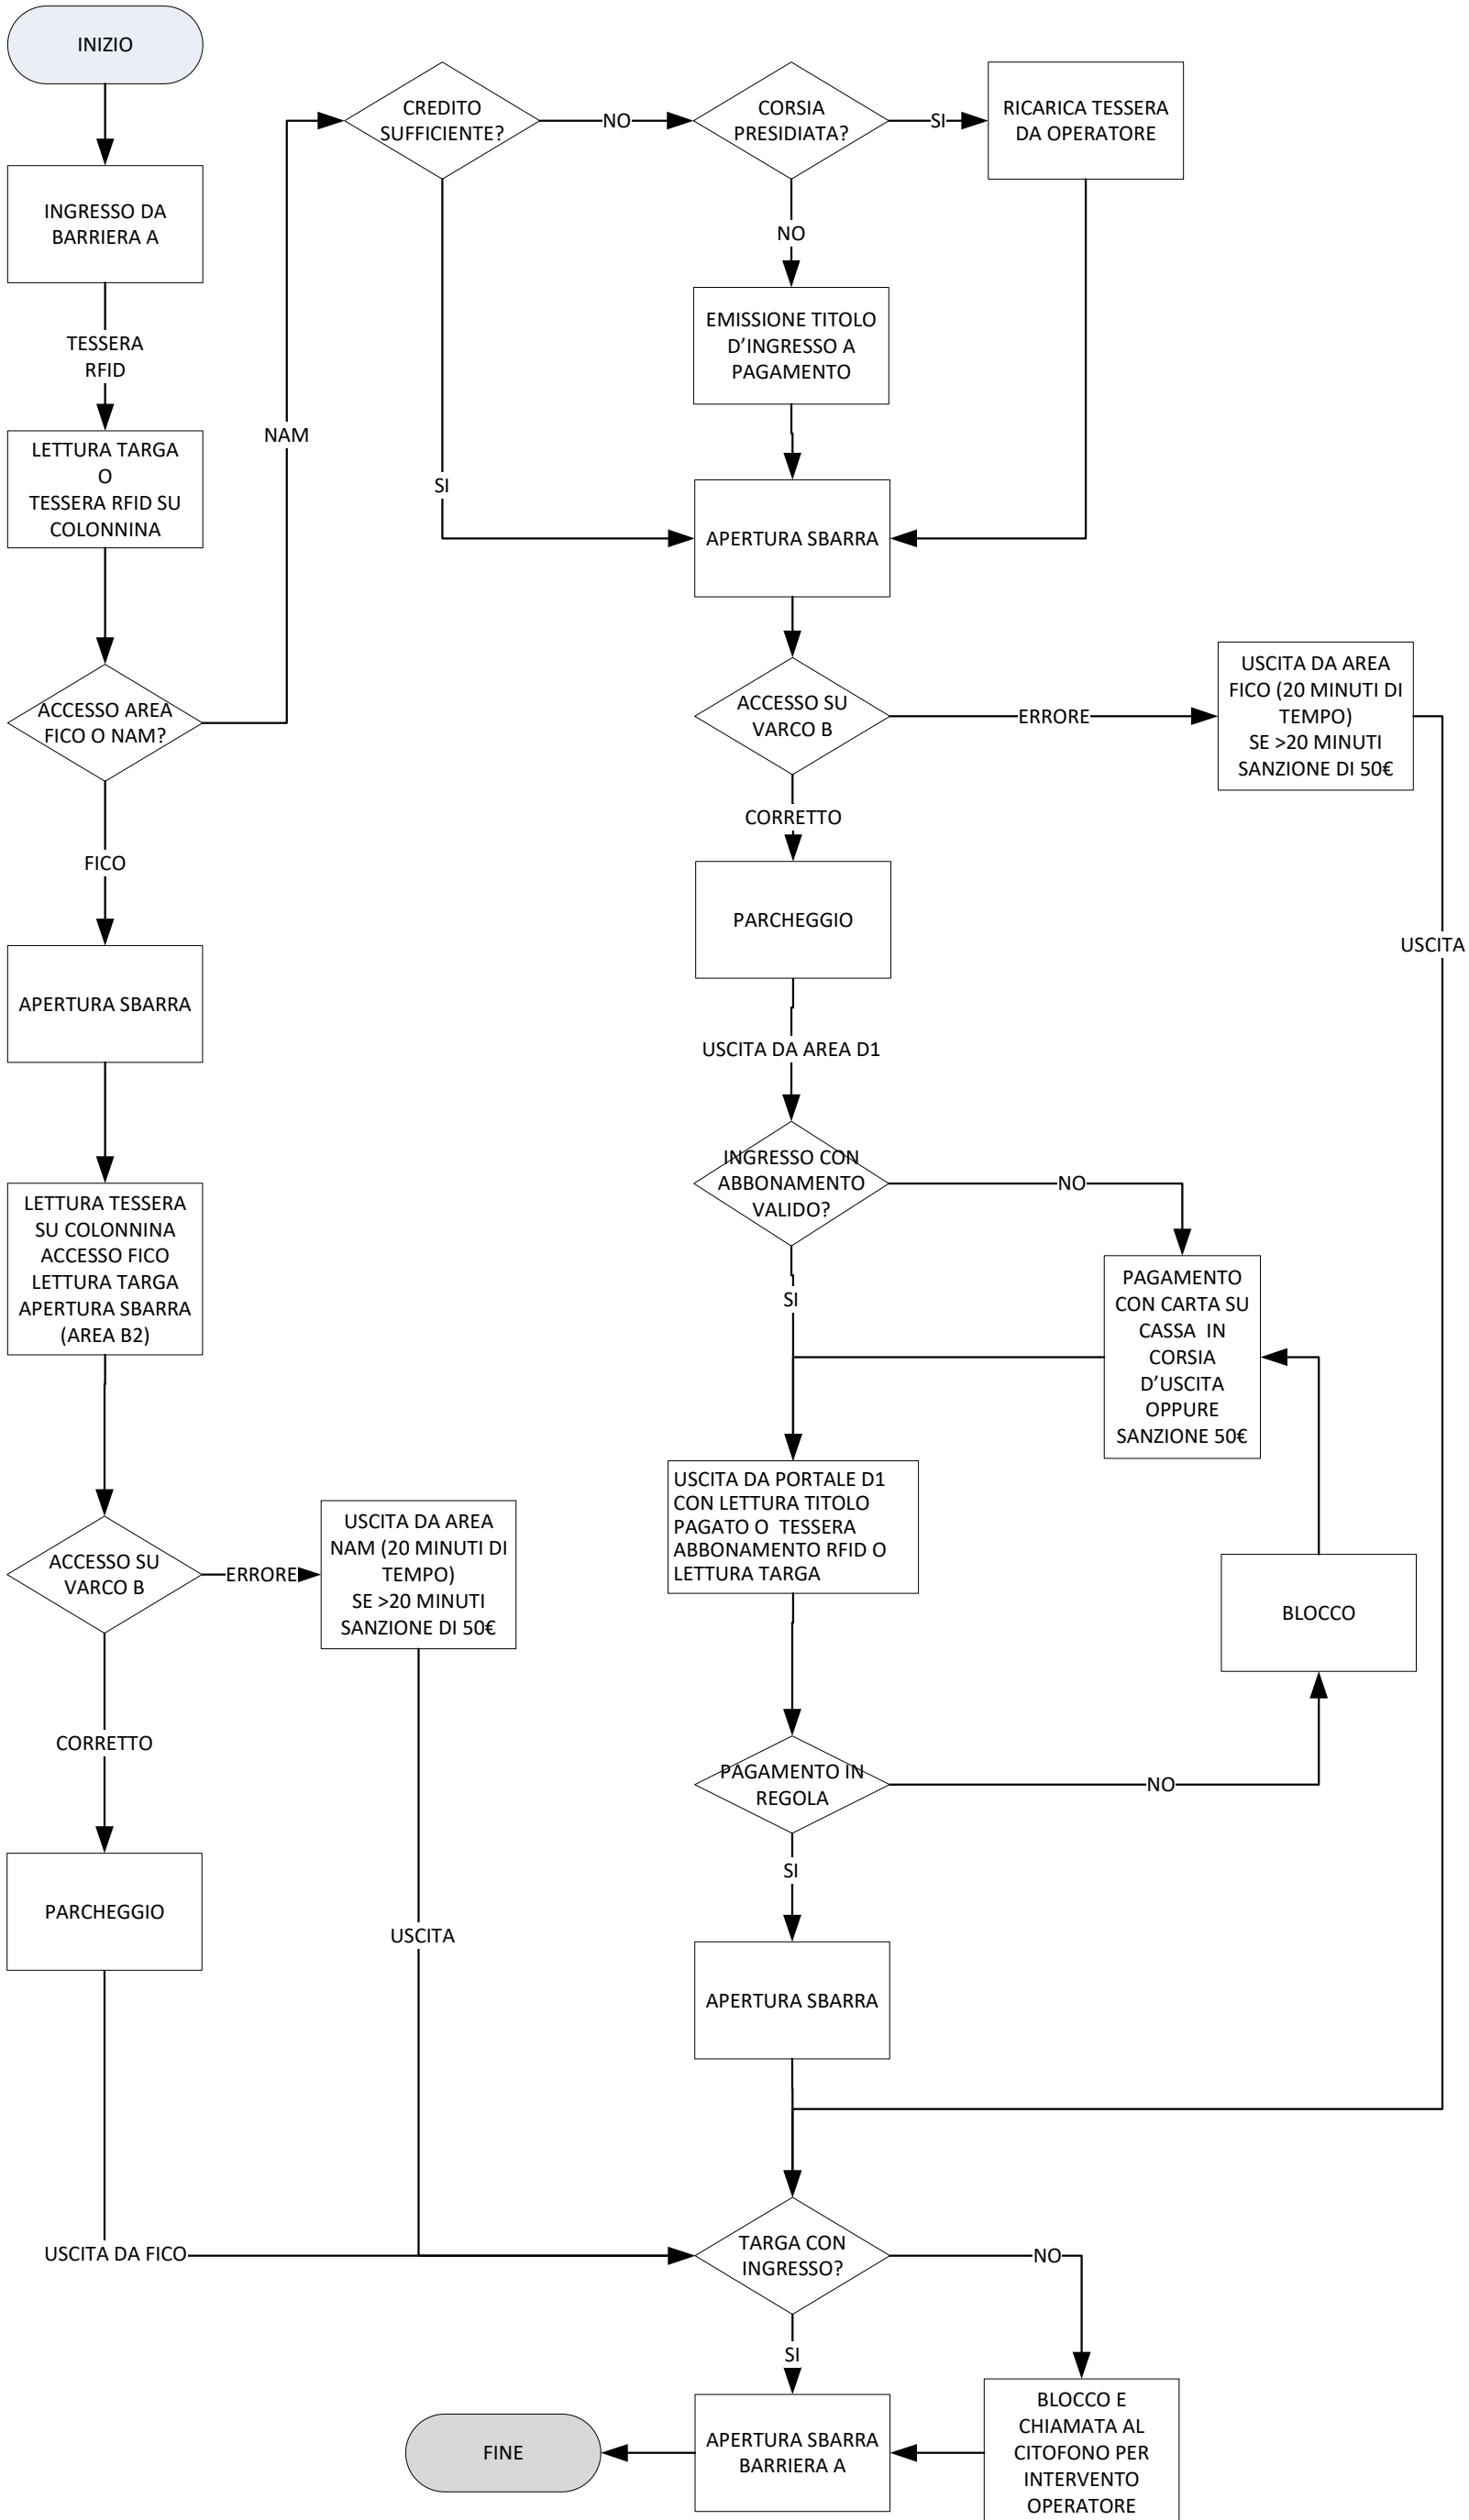 INIZIO
INGRESSO DA
BARRIERA A
TESSERA
RFID
LETTURA TARGA
O
TESSERA RFID SU
COLONNINA
ACCESSO AREA
FICO O NAM?
NAM
FICO
APERTURA SBARRA
LETTURA TESSERA
SU COLONNINA
ACCESSO FICO
LETTURA TARGA
APERTURA SBARRA
(AREA B2)
ACCESSO SU
VARCO B
ERRORE
USCITA DA AREA
NAM (20 MINUTI DI
TEMPO)
SE >20 MINUTI
SANZIONE DI 50€
CORRETTO
PARCHEGGIO
USCITA
USCITA DA FICO
CREDITO
SUFFICIENTE?
NO
CORSIA
PRESIDIATA?
SI
RICARICA TESSERA
DA OPERATORE
NO
EMISSIONE TITOLO
D’INGRESSO A
PAGAMENTO
SI
APERTURA SBARRA
ACCESSO SU
VARCO B
ERRORE
USCITA DA AREA
FICO (20 MINUTI DI
TEMPO)
SE >20 MINUTI
SANZIONE DI 50€
USCITA
CORRETTO
PARCHEGGIO
USCITA DA AREA D1
INGRESSO CON
ABBONAMENTO
VALIDO?
NO
SI
PAGAMENTO
CON CARTA SU
CASSA IN
CORSIA
D’USCITA
OPPURE
SANZIONE 50€
USCITA DA PORTALE D1
CON LETTURA TITOLO
PAGATO O TESSERA
ABBONAMENTO RFID O
LETTURA TARGA
BLOCCO
PAGAMENTO IN
REGOLA
NO
SI
APERTURA SBARRA
TARGA CON
INGRESSO?
NO
SI
APERTURA SBARRA
BARRIERA A
BLOCCO E
CHIAMATA AL
CITOFONO PER
INTERVENTO
OPERATORE
FINE